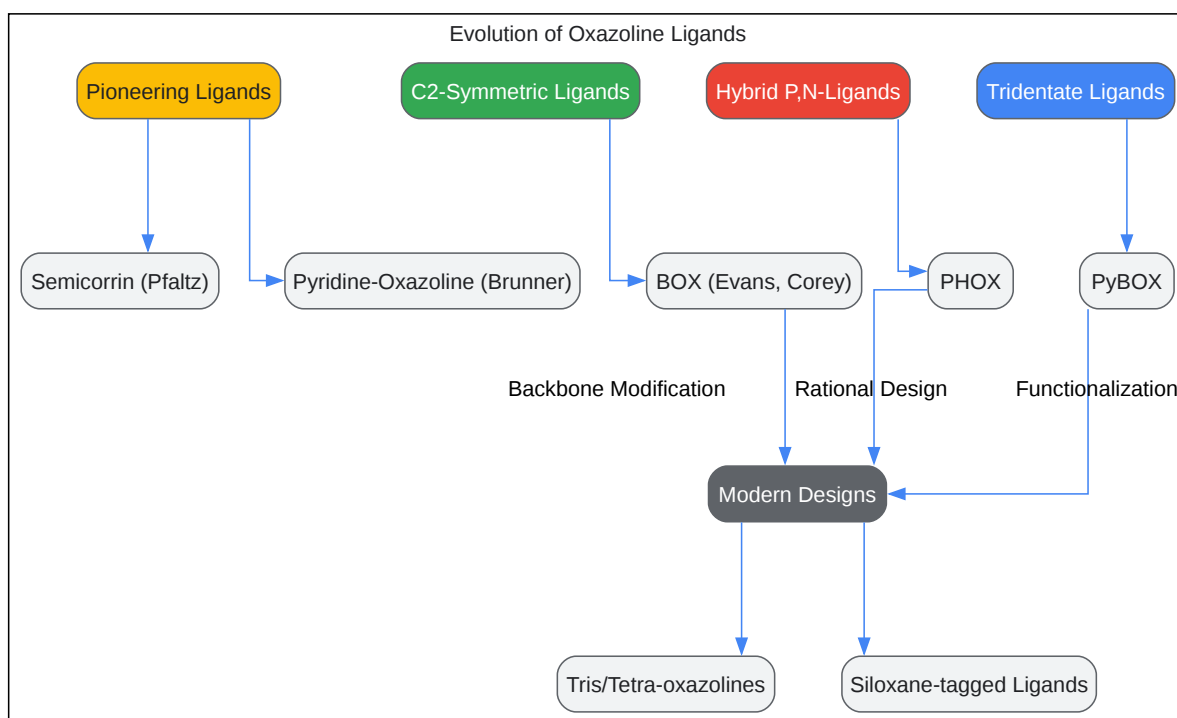 Evolution of Oxazoline Ligands
Pioneering Ligands
C2-Symmetric Ligands
Hybrid P,N-Ligands
Tridentate Ligands
Semicorrin (Pfaltz)
Pyridine-Oxazoline (Brunner)
BOX (Evans, Corey)
PHOX
PyBOX
Backbone Modification
Rational Design
Functionalization
Modern Designs
Tris/Tetra-oxazolines
Siloxane-tagged Ligands